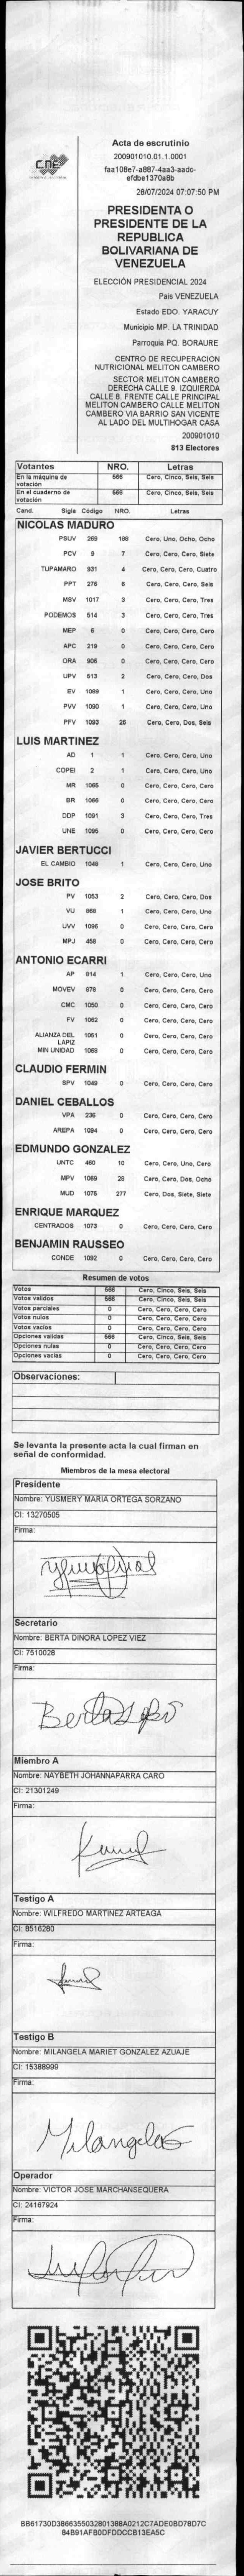 CNE
Acta de escrutinio
200901010.01.1.0001
faa108e7-a887-4aa3-aadc-
efdbe1370a6b
28/07/2024 07:07:50 PM
PRESIDENTA O
PRESIDENTE DE LA
REPUBLICA
BOLIVARIANA DE
VENEZUELA
ELECCIÓN PRESIDENCIAL 2024
País VENEZUELA
Estado EDO. YARACUY
Municipio MP. LA TRINIDAD
Parroquia PQ. BORAURE
CENTRO DE RECUPERACION
NUTRICIONAL MELITON CAMBERO
SECTOR MELITON CAMBERO
DERECHA CALLE 9. IZQUIERDA
CALLE 8. FRENTE CALLE PRINCIPAL
MELITON CAMBERO CALLE MELITON
CAMBERO VIA BARRIO SAN VICENTE
AL LADO DEL MULTIHOGAR CASA
200901010
813 Electores
Votantes NRO. Letras
En la máquina de votación 566 Cero, Cinco, Seis, Seis
En el cuaderno de votación 566 Cero, Cinco, Seis, Seis
Cand. Sigla Código NRO. Letras
NICOLAS MADURO
PSUV 269 188 Cero, Uno, Ocho, Ocho
PCV 9 7 Cero, Cero, Cero, Siete
TUPAMARO 931 4 Cero, Cero, Cero, Cuatro
PPT 276 6 Cero, Cero, Cero, Seis
MSV 1017 3 Cero, Cero, Cero, Tres
PODEMOS 514 3 Cero, Cero, Cero, Tres
MEP 6 0 Cero, Cero, Cero, Cero
APC 219 0 Cero, Cero, Cero, Cero
ORA 906 0 Cero, Cero, Cero, Cero
UPV 513 2 Cero, Cero, Cero, Dos
EV 1089 1 Cero, Cero, Cero, Uno
PVV 1090 1 Cero, Cero, Cero, Uno
PFV 1093 26 Cero, Cero, Dos, Seis
LUIS MARTINEZ
AD 1 1 Cero, Cero, Cero, Uno
COPEI 2 1 Cero, Cero, Cero, Uno
MR 1065 0 Cero, Cero, Cero, Cero
BR 1066 0 Cero, Cero, Cero, Cero
DDP 1091 3 Cero, Cero, Cero, Tres
UNE 1095 0 Cero, Cero, Cero, Cero
JAVIER BERTUCCI
EL CAMBIO 1048 1 Cero, Cero, Cero, Uno
JOSE BRITO
PV 1053 2 Cero, Cero, Cero, Dos
VU 868 1 Cero, Cero, Cero, Uno
UVV 1096 0 Cero, Cero, Cero, Cero
MPJ 458 0 Cero, Cero, Cero, Cero
ANTONIO ECARRI
AP 814 1 Cero, Cero, Cero, Uno
MOVEV 878 0 Cero, Cero, Cero, Cero
CMC 1050 0 Cero, Cero, Cero, Cero
FV 1062 0 Cero, Cero, Cero, Cero
ALIANZA DEL LAPIZ 1061 0 Cero, Cero, Cero, Cero
MIN UNIDAD 1068 0 Cero, Cero, Cero, Cero
CLAUDIO FERMIN
SPV 1049 0 Cero, Cero, Cero, Cero
DANIEL CEBALLOS
VPA 236 0 Cero, Cero, Cero, Cero
AREPA 1094 0 Cero, Cero, Cero, Cero
EDMUNDO GONZALEZ
UNTC 460 10 Cero, Cero, Uno, Cero
MPV 1069 28 Cero, Cero, Dos, Ocho
MUD 1076 277 Cero, Dos, Siete, Siete
ENRIQUE MARQUEZ
CENTRADOS 1073 0 Cero, Cero, Cero, Cero
BENJAMIN RAUSSEO
CONDE 1092 0 Cero, Cero, Cero, Cero
Resumen de votos
Votos 566 Cero, Cinco, Seis, Seis
Votos validos 566 Cero, Cinco, Seis, Seis
Votos parciales 0 Cero, Cero, Cero, Cero
Votos nulos 0 Cero, Cero, Cero, Cero
Votos vacios 0 Cero, Cero, Cero, Cero
Opciones validas 566 Cero, Cinco, Seis, Seis
Opciones nulas 0 Cero, Cero, Cero, Cero
Opciones vacias 0 Cero, Cero, Cero, Cero
Observaciones:
Se levanta la presente acta la cual firman en
señal de conformidad.
Miembros de la mesa electoral
Presidente
Nombre: YUSMERY MARIA ORTEGA SORZANO
CI: 13270505
Firma:
Secretario
Nombre: BERTA DINORA LOPEZ VIEZ
CI: 7510028
Firma:
Berta
Miembro A
Nombre: NAYBETH JOHANNAPARRA CARO
CI: 21301249
Firma:
Testigo A
Nombre: WILFREDO MARTINEZ ARTEAGA
CI: 8516280
Firma:
Testigo B
Nombre: MILANGELA MARIET GONZALEZ AZUAJE
CI: 15388999
Firma:
Milangela G
Operador
Nombre: VICTOR JOSE MARCHANSEQUERA
CI: 24167924
Firma:
BB61730D3866355032801388A0212C7ADE0BD78D7C
84B91AFB0DFDDCCB13EA5C